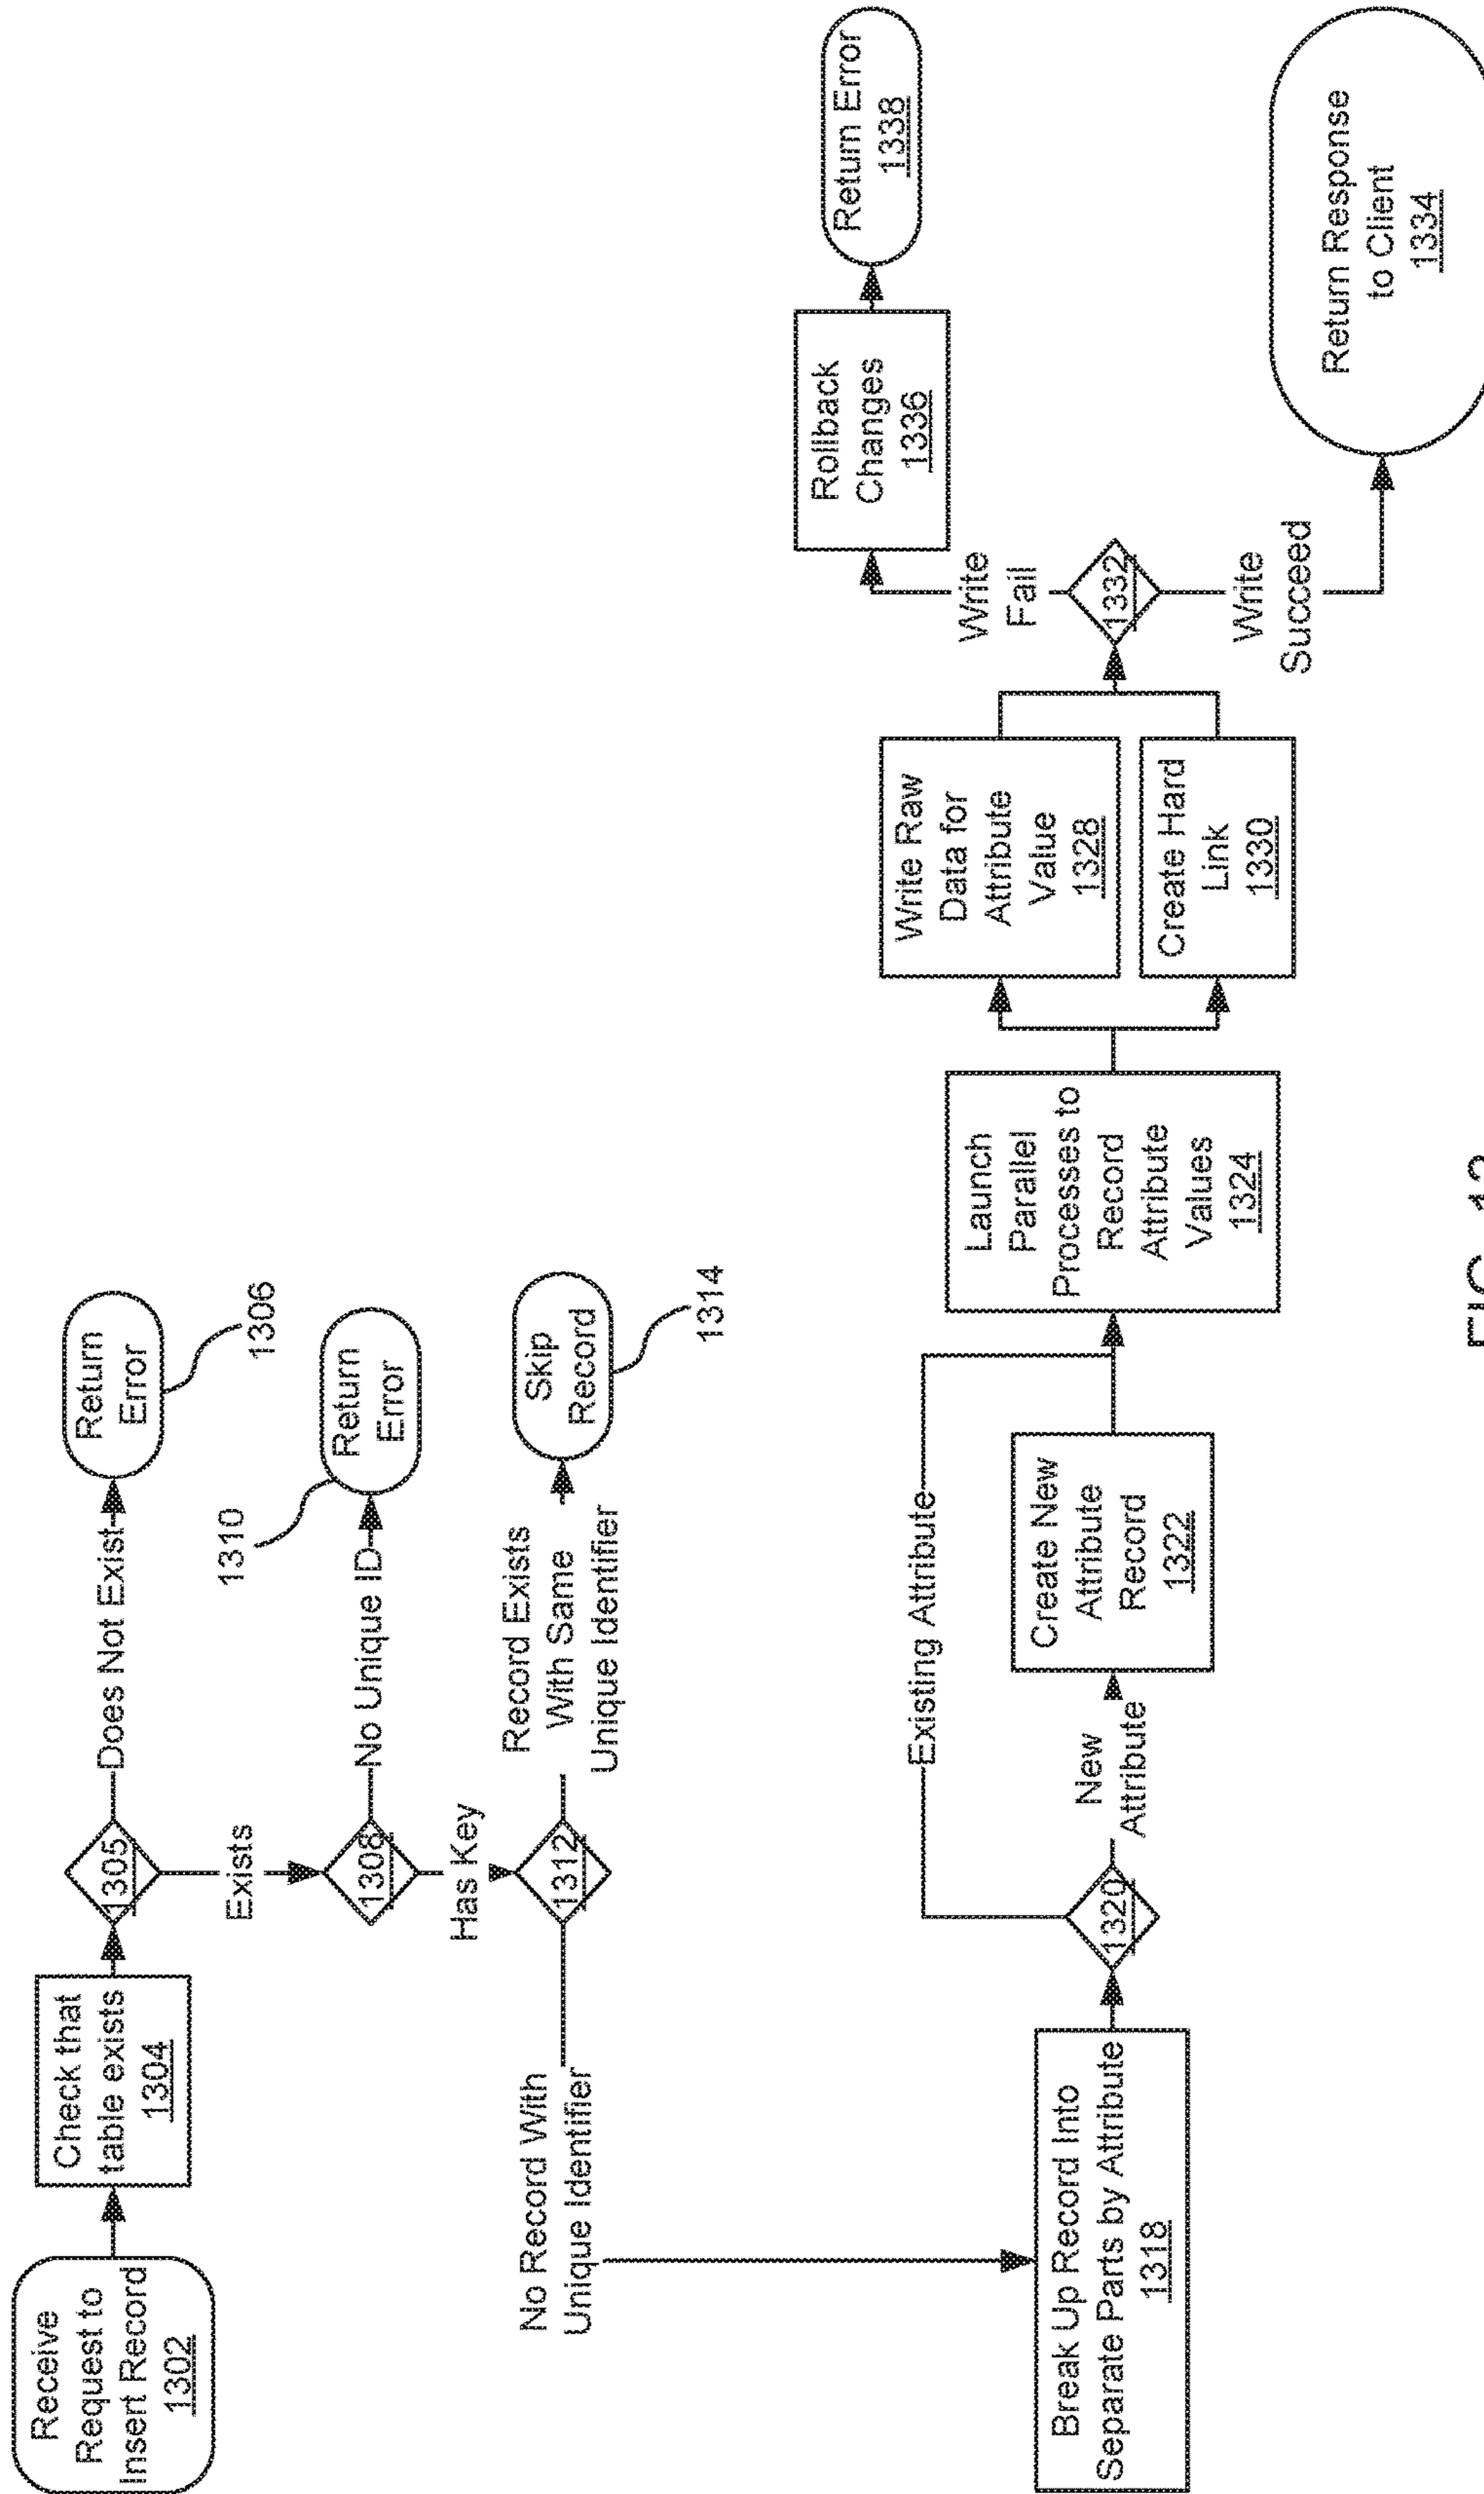 Receive
Request to
Insert Record
1302
Check that
table exists
1304
1305
Does Not Exist
Return
Error
1306
Exists
1308
No Unique ID
Return
Error
1310
Has Key
1312
Record Exists
With Same
Unique Identifier
Skip
Record
1314
No Record With
Unique Identifier
Break Up Record Into
Separate Parts by Attribute
1318
1320
Existing Attribute
New
Attribute
Create New
Attribute
Record
1322
Launch
Parallel
Processes to
Record
Attribute
Values
1324
Write Raw
Data for
Attribute
Value
1328
Create Hard
Link
1330
1332
Write
Fail
Rollback
Changes
1336
Return Error
1338
Write
Succeed
Return Response
to Client
1334